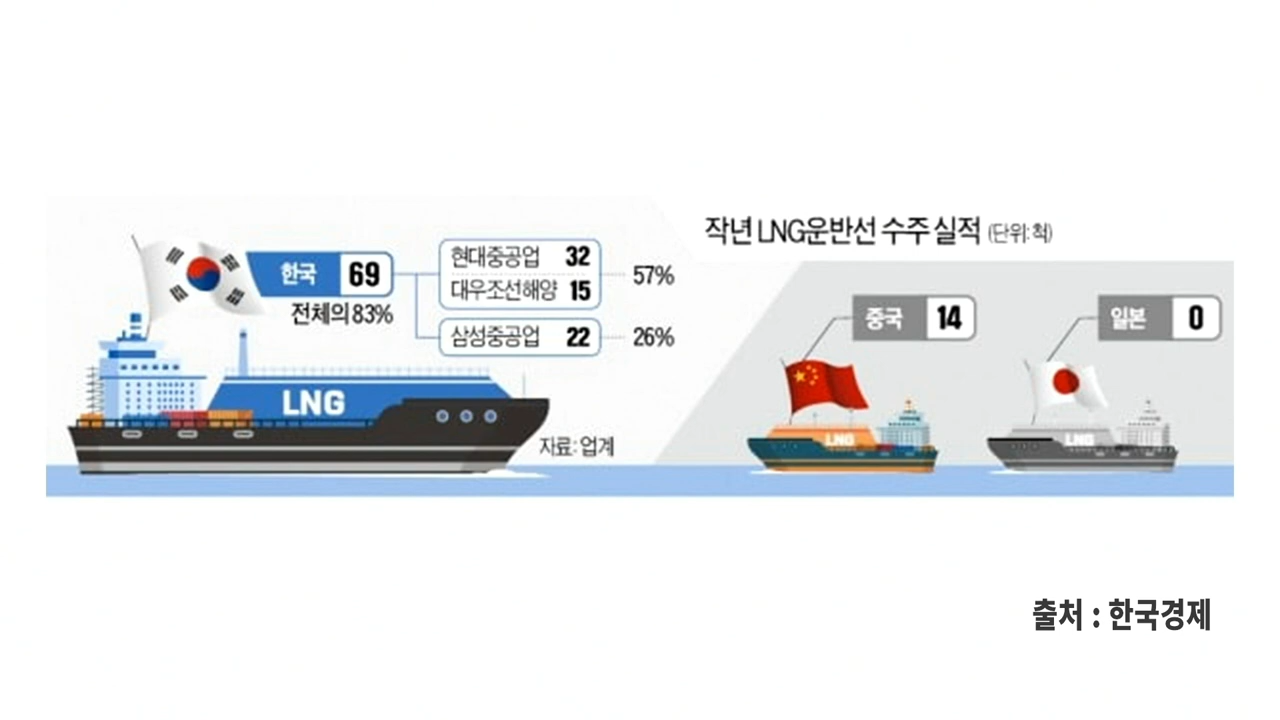 작년 LNG운반선 수주 실적 (단위:척)
한국 69
전체의 83%
현대중공업 32
대우조선해양 15
57%
삼성중공업 22
26%
LNG
자료: 업계
중국 14
LNG
일본 0
LNG
출처 : 한국경제